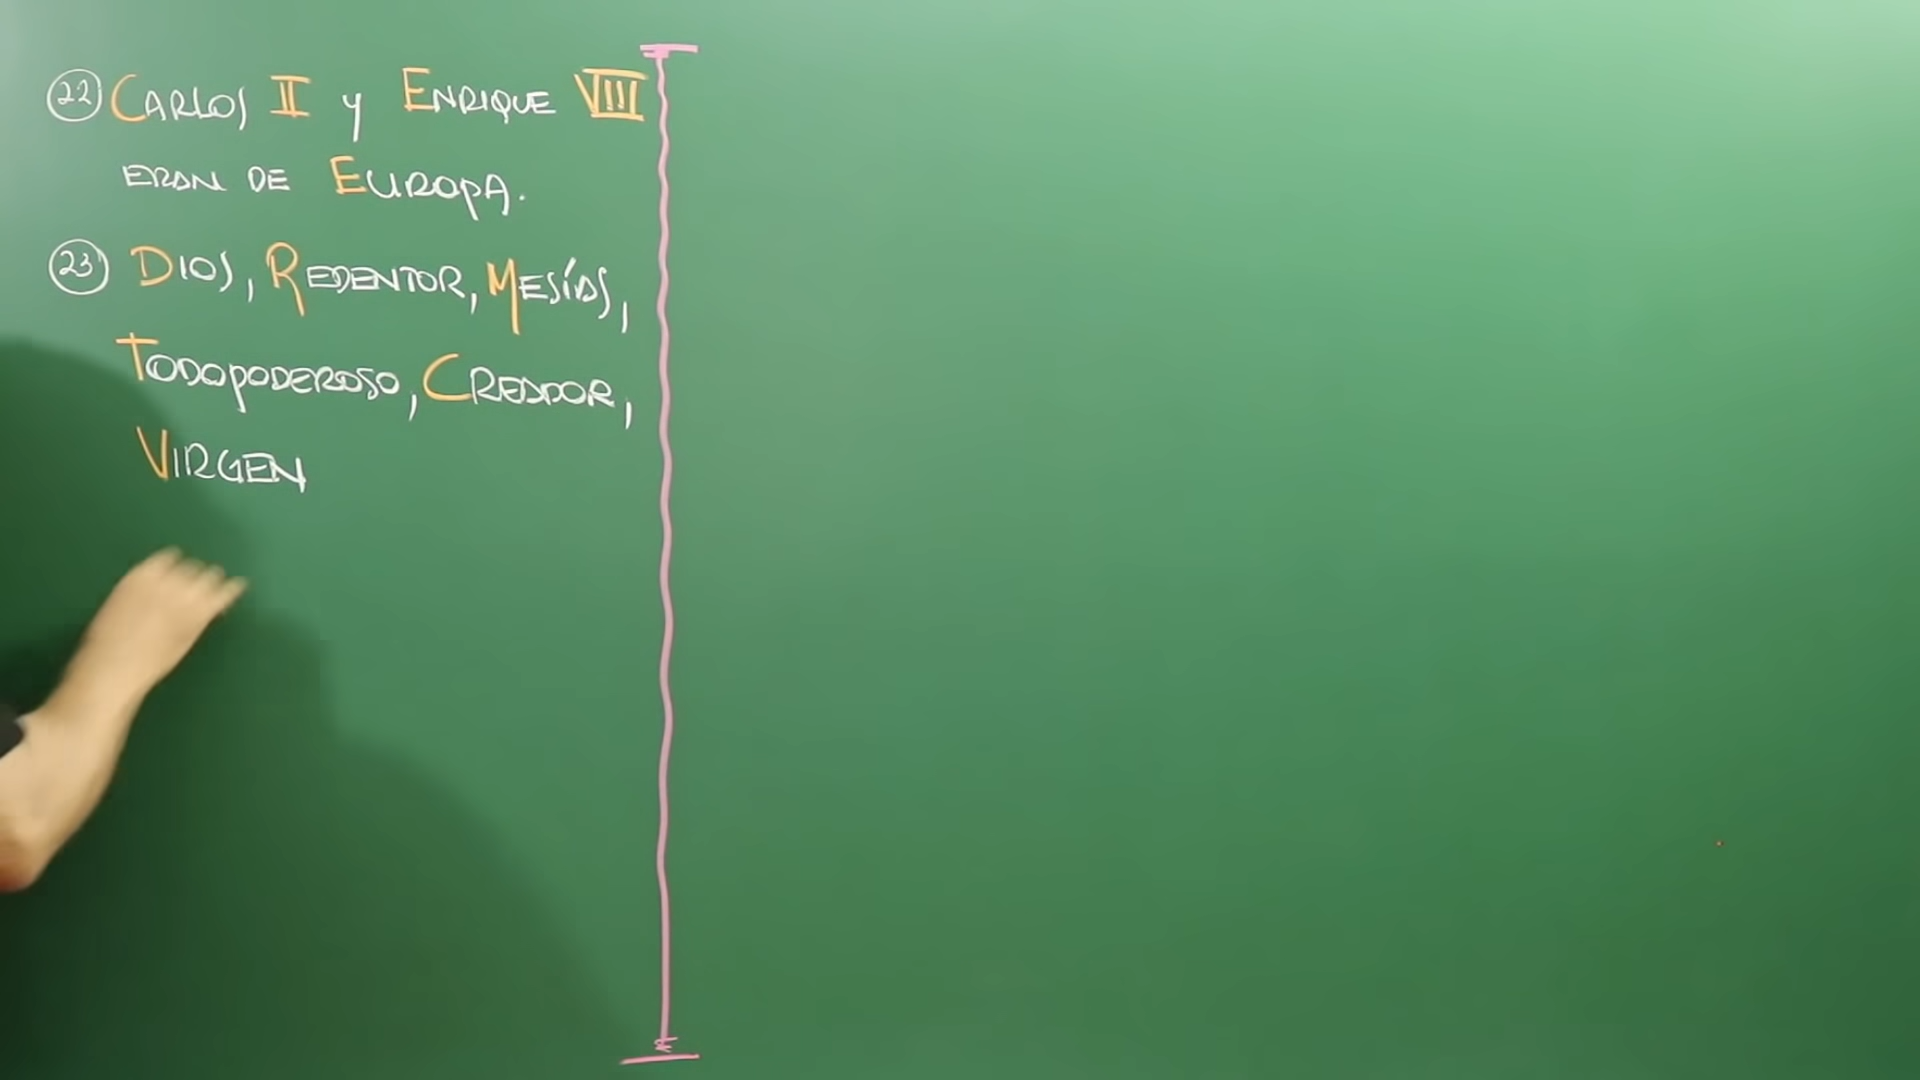 22 CARLOS II y ENRIQUE VIII
ERAN DE EUROPA.
23 DIOS, REDENTOR, MESÍAS,
TODOPODEROSO, CREADOR,
VIRGEN